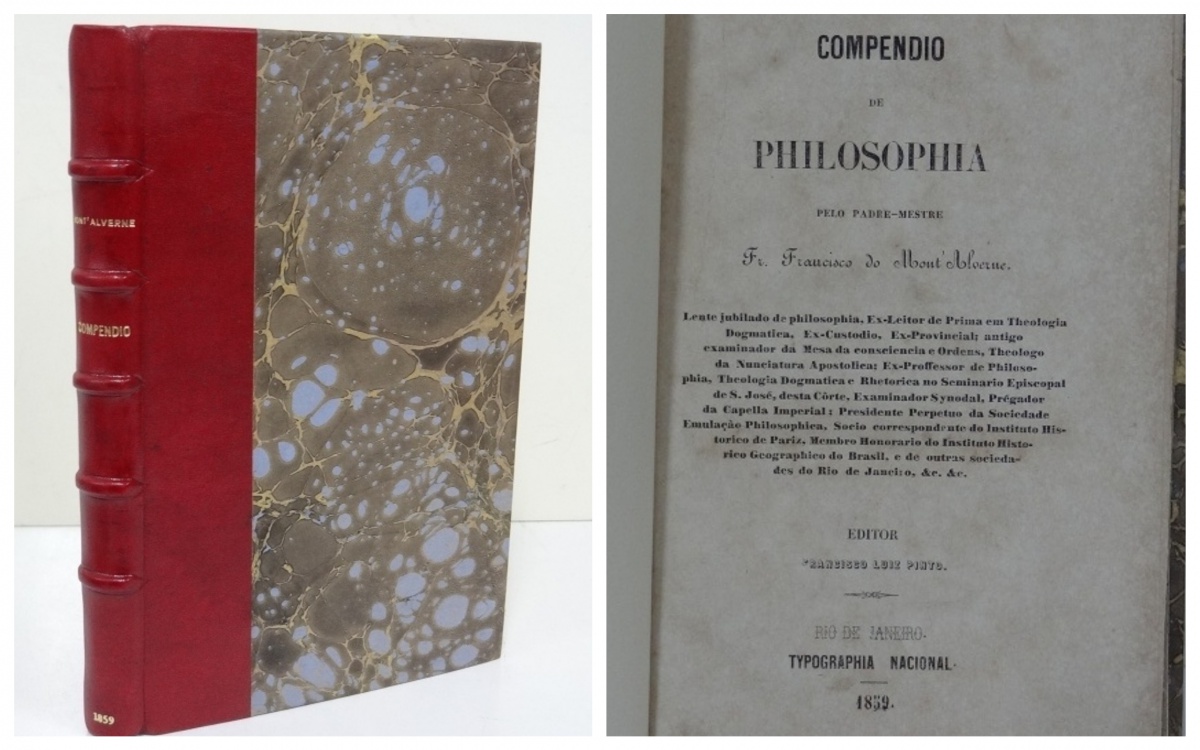 MONT' ALVERNE
COMPENDIO
1859
COMPENDIO
DE
PHILOSOPHIA
PELO PADRE-MESTRE
Fr. Francisco do Mont'Alverne.
Lente jubilado de philosophia, Ex-Leitor de Prima em Theologia
Dogmatica, Ex-Custodio, Ex-Provincial; antigo
examinador da Mesa da consciencia e Ordens, Theologo
da Nunciatura Apostolica; Ex-Proffessor de Philoso-
phia, Theologia Dogmatica e Rhetorica no Seminario Episcopal
de S. José, desta Côrte, Examinador Synodal, Prégador
da Capella Imperial; Presidente Perpetuo da Sociedade
Emulação Philosophica, Socio correspondente do Instituto His-
torico de Pariz, Membro Honorario do Instituto Histo-
rico Geographico do Brasil, e de outras socieda-
des do Rio de Janeiro, &c. &c.
EDITOR
FRANCISCO LUIZ PINTO.
RIO DE JANEIRO.
TYPOGRAPHIA NACIONAL.
1859.